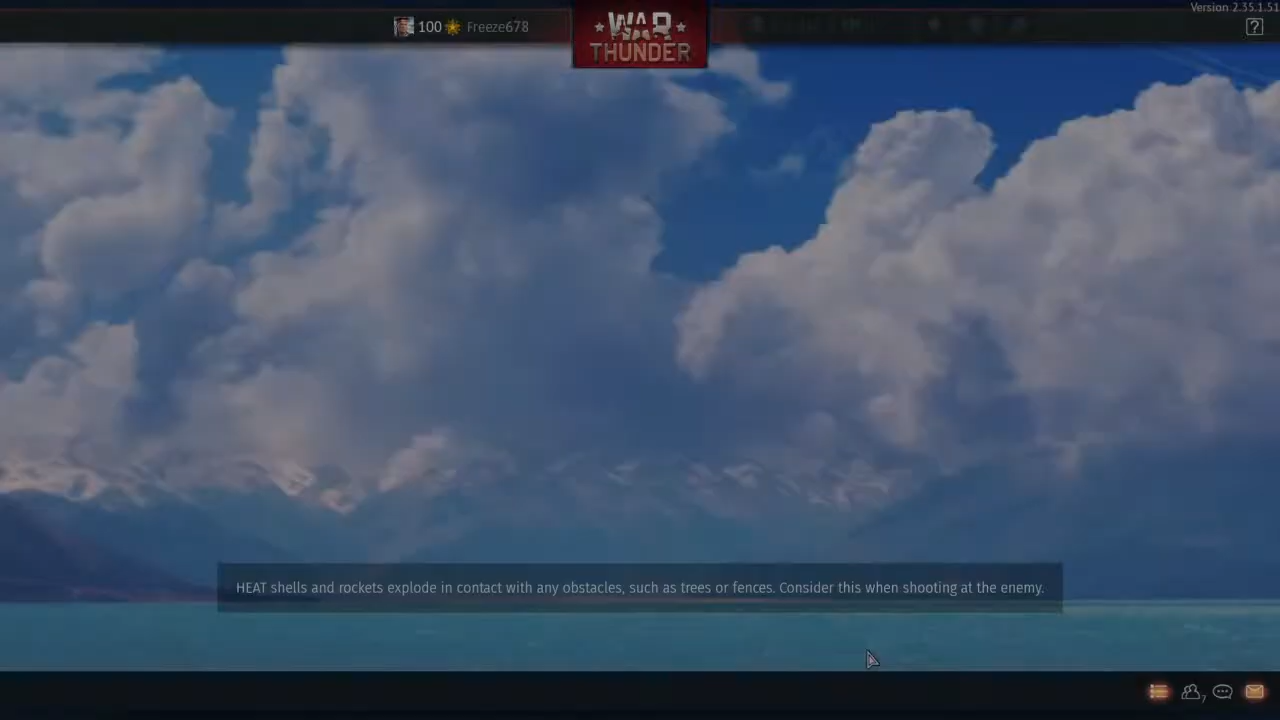 Version 2.35.1.51
100 Freeze678
WAR
THUNDER
?
HEAT shells and rockets explode in contact with any obstacles, such as trees or fences. Consider this when shooting at the enemy.
7